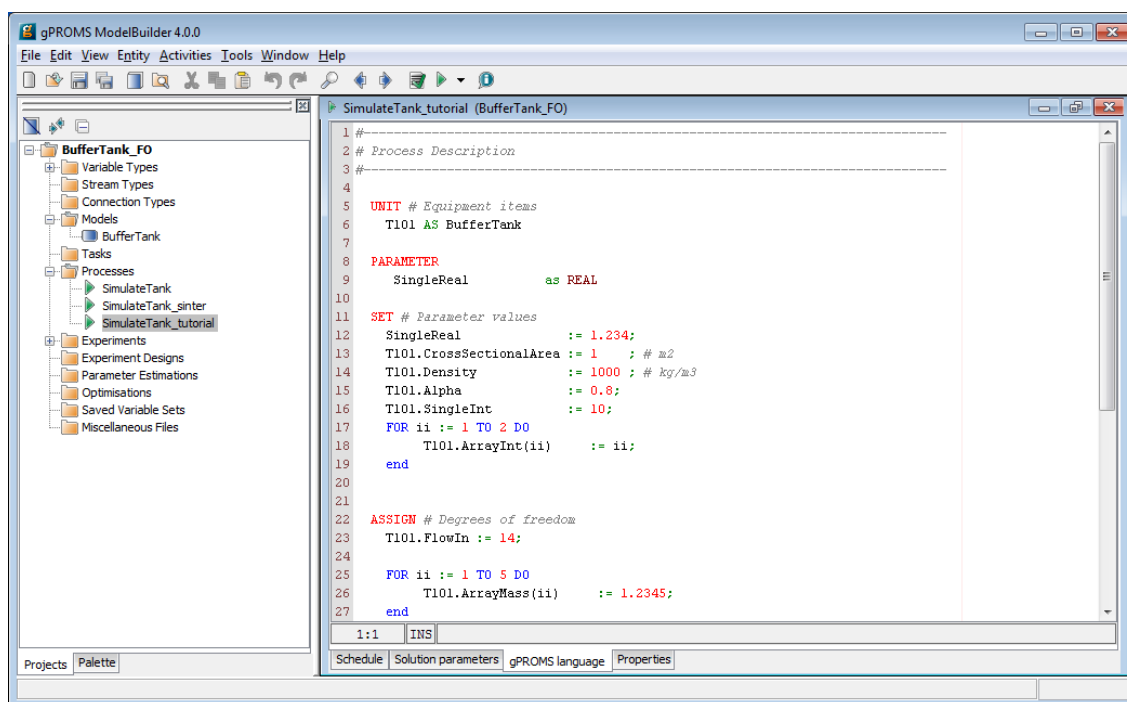 gPROMS ModelBuilder 4.0.0
File Edit View Entity Activities Tools Window Help
BufferTank_FO
Variable Types
Stream Types
Connection Types
Models
BufferTank
Tasks
Processes
SimulateTank
SimulateTank_sinter
SimulateTank_tutorial
Experiments
Experiment Designs
Parameter Estimations
Optimisations
Saved Variable Sets
Miscellaneous Files
Projects Palette
SimulateTank_tutorial (BufferTank_FO)
1 #---------------------------------------------------------------------------
2 # Process Description
3 #---------------------------------------------------------------------------
4
5 UNIT # Equipment items
6 T101 AS BufferTank
7
8 PARAMETER
9 SingleReal as REAL
10
11 SET # Parameter values
12 SingleReal := 1.234;
13 T101.CrossSectionalArea := 1 ; # m2
14 T101.Density := 1000 ; # kg/m3
15 T101.Alpha := 0.8;
16 T101.SingleInt := 10;
17 FOR ii := 1 TO 2 DO
18 T101.ArrayInt(ii) := ii;
19 end
20
21
22 ASSIGN # Degrees of freedom
23 T101.FlowIn := 14;
24
25 FOR ii := 1 TO 5 DO
26 T101.ArrayMass(ii) := 1.2345;
27 end
1:1 INS
Schedule Solution parameters gPROMS language Properties